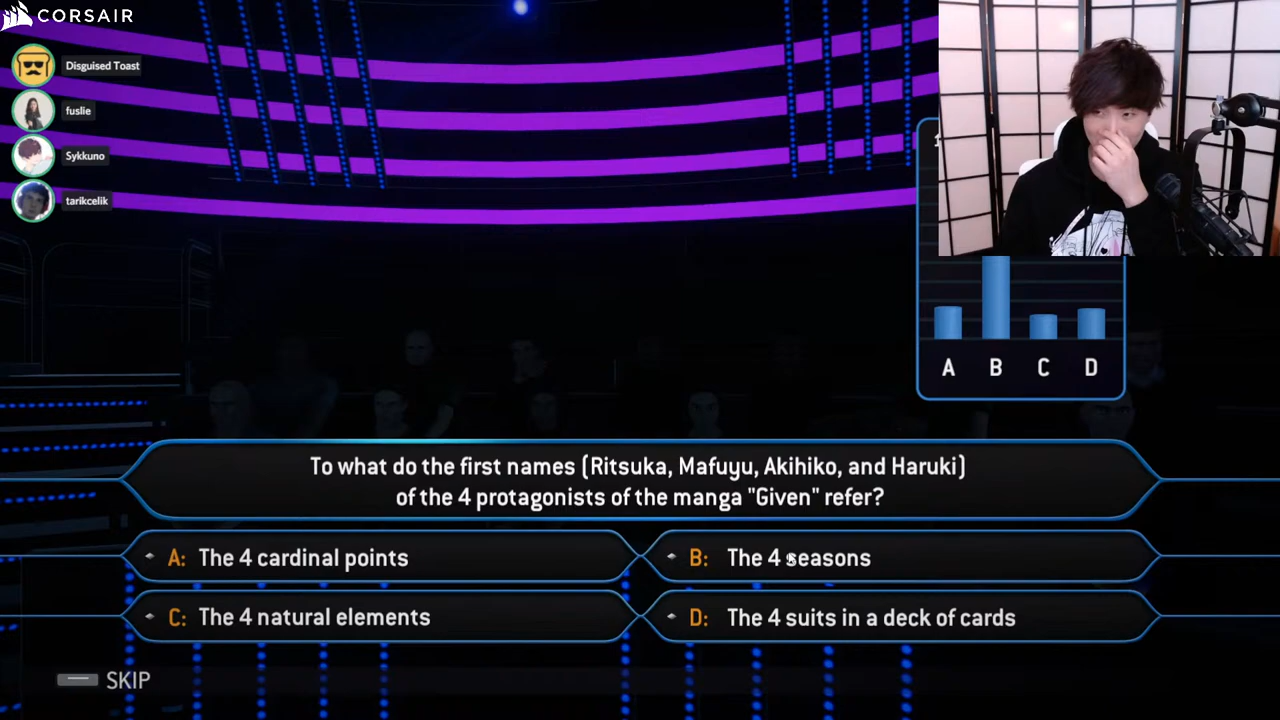 CORSAIR
Disguised Toast
fuslie
Sykkuno
tarikcelik
A B C D
To what do the first names (Ritsuka, Mafuyu, Akihiko, and Haruki)
of the 4 protagonists of the manga "Given" refer?
A: The 4 cardinal points
B: The 4 seasons
C: The 4 natural elements
D: The 4 suits in a deck of cards
SKIP